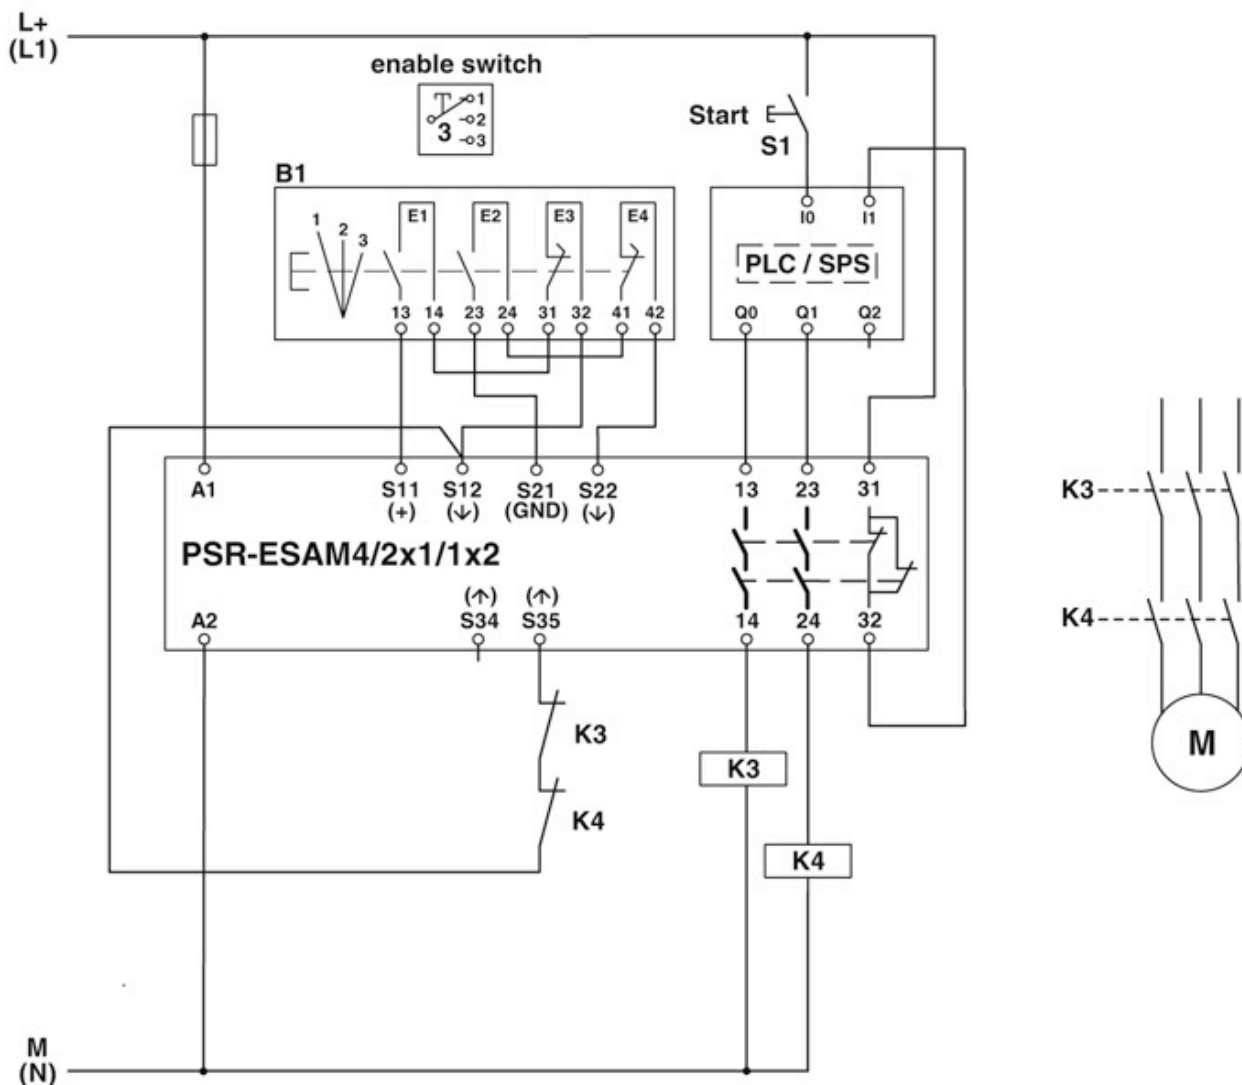 L+
(L1)
enable switch
1
2
3
3
Start
S1
B1
1
2
3
E1 E2 E3 E4
13 14 23 24 31 32 41 42
I0 I1
PLC / SPS
Q0 Q1 Q2
A1 S11 S12 S21 S22 13 23 31
(+) (↓) (GND) (↓)
PSR-ESAM4/2x1/1x2
(↑) (↑)
A2 S34 S35 14 24 32
K3
K4
M
K3
K4
K3
K4
M
(N)